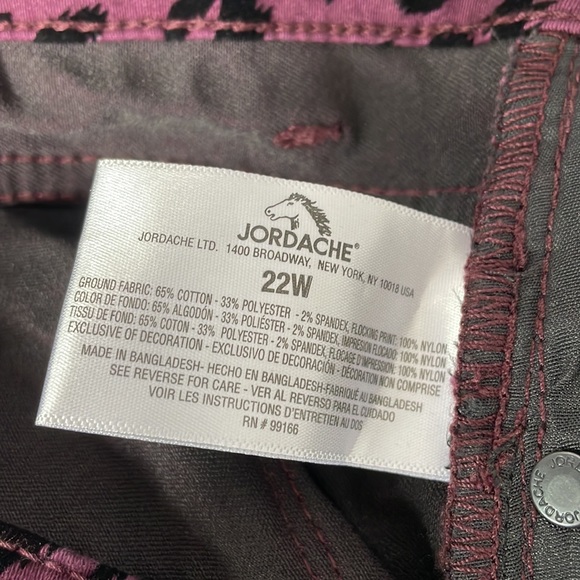 JORDACHE®
JORDACHE LTD. 1400 BROADWAY, NEW YORK, NY 10018 USA
22W
GROUND FABRIC: 65% COTTON - 33% POLYESTER - 2% SPANDEX, FLOCKING PRINT: 100% NYLON
COLOR DE FONDO: 65% ALGODÓN - 33% POLIÉSTER - 2% SPANDEX, IMPRESIÓN FLOCADO: 100% NYLON
TISSU DE FOND: 65% COTON - 33% POLYESTER - 2% SPANDEX, FLOCAGE D'IMPRESSION: 100% NYLON
EXCLUSIVE OF DECORATION - EXCLUSIVO DE DECORACIÓN - DÉCORATION NON COMPRISE
MADE IN BANGLADESH- HECHO EN BANGLADESH-FABRIQUÉ AU BANGLADESH
SEE REVERSE FOR CARE - VER AL REVERSO PARA EL CUIDADO
VOIR LES INSTRUCTIONS D'ENTRETIEN AU DOS
RN # 99166
JORDACHE